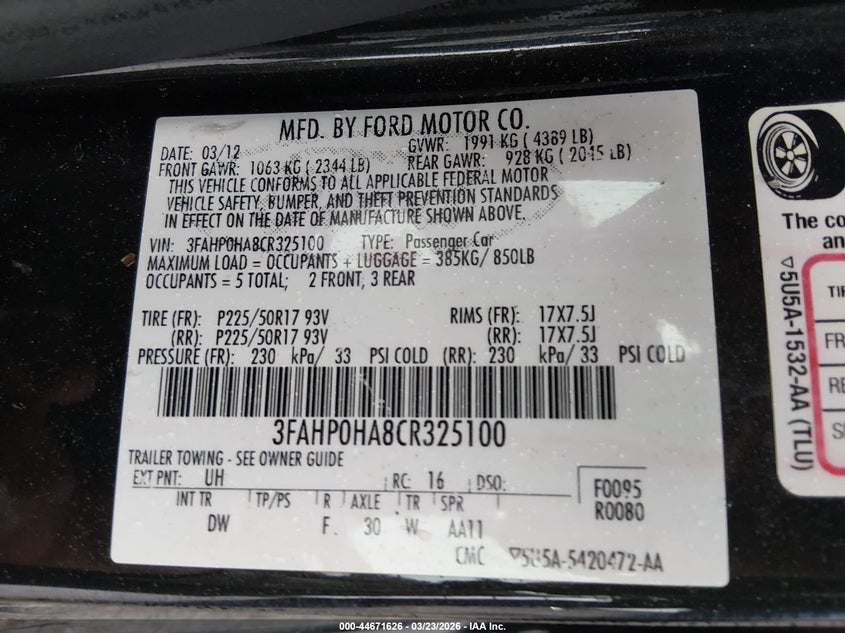 MFD. BY FORD MOTOR CO.
DATE: 03/12 GVWR: 1991 KG ( 4389 LB)
FRONT GAWR: 1063 KG ( 2344 LB) REAR GAWR: 928 KG ( 2045 LB)
THIS VEHICLE CONFORMS TO ALL APPLICABLE FEDERAL MOTOR
VEHICLE SAFETY, BUMPER, AND THEFT PREVENTION STANDARDS
IN EFFECT ON THE DATE OF MANUFACTURE SHOWN ABOVE.
VIN: 3FAHP0HA8CR325100 TYPE: Passenger Car
MAXIMUM LOAD = OCCUPANTS + LUGGAGE = 385KG/ 850LB
OCCUPANTS = 5 TOTAL; 2 FRONT, 3 REAR
TIRE (FR): P225/50R17 93V RIMS (FR): 17X7.5J
(RR): P225/50R17 93V (RR): 17X7.5J
PRESSURE (FR): 230 kPa/ 33 PSI COLD (RR): 230 kPa/ 33 PSI COLD
3FAHP0HA8CR325100
TRAILER TOWING - SEE OWNER GUIDE
EXT PNT: UH RC: 16 DSO:
F0095
R0080
INT TR TP/PS R AXLE TR SPR
DW F. 30 W AA11
CMC ▽5U5A-5420472-AA
The co
an
▽5U5A-1532-AA (TLU)
TI
FR
RE
000-44671626 - 03/23/2026 - IAA Inc.